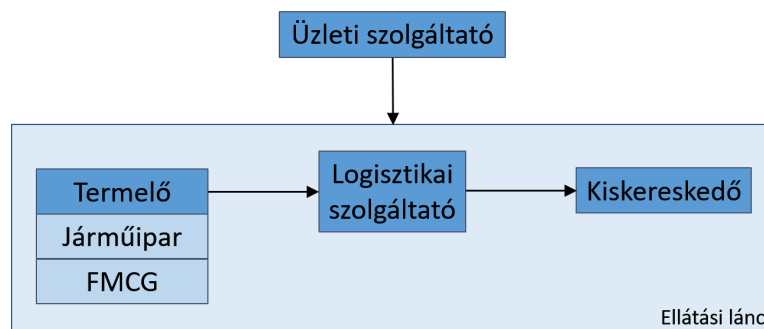 Üzleti szolgáltató
Termelő
Járműipar
FMCG
Logisztikai
szolgáltató
Kiskereskedő
Ellátási lánc